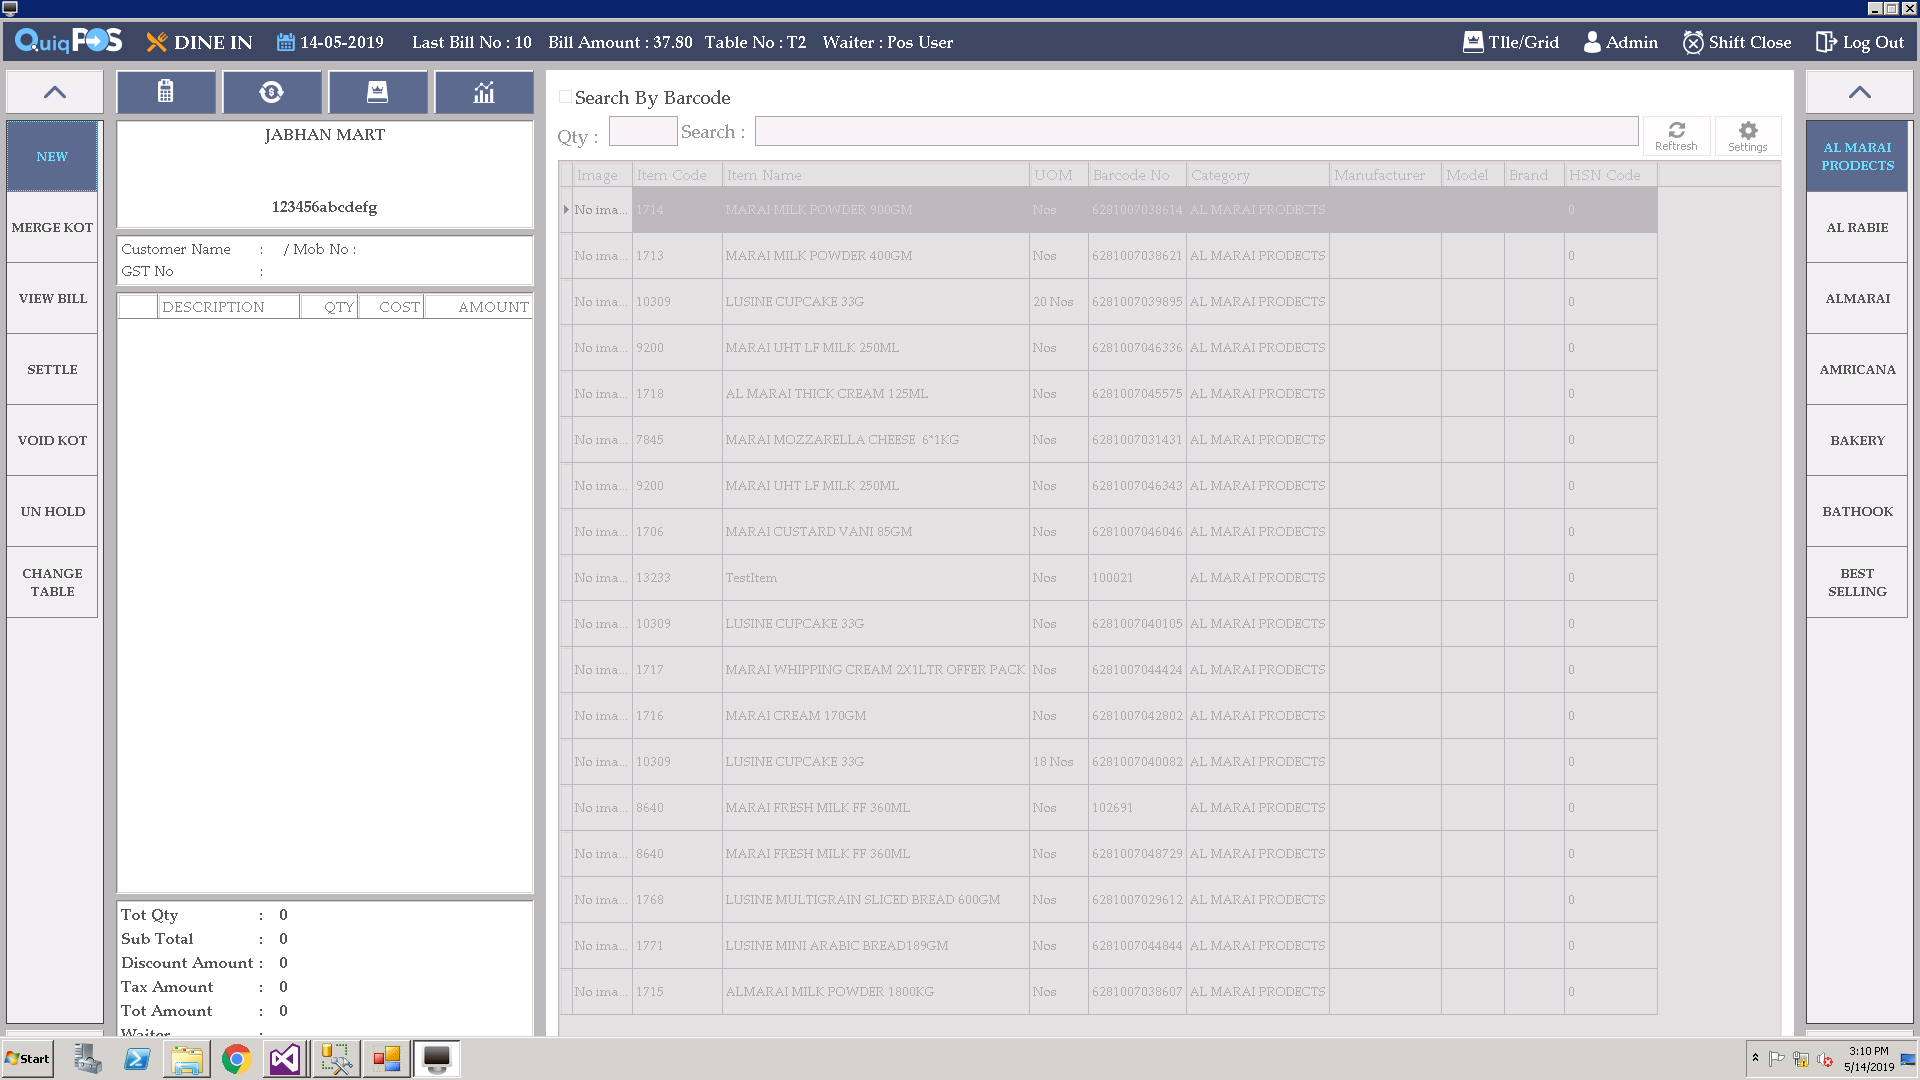 QuiqPOS DINE IN 14-05-2019 Last Bill No : 10 Bill Amount : 37.80 Table No : T2 Waiter : Pos User TIle/Grid Admin Shift Close Log Out
NEW
MERGE KOT
VIEW BILL
SETTLE
VOID KOT
UN HOLD
CHANGE
TABLE
JABHAN MART
123456abcdefg
Customer Name : / Mob No :
GST No :
DESCRIPTION QTY COST AMOUNT
Tot Qty : 0
Sub Total : 0
Discount Amount : 0
Tax Amount : 0
Tot Amount : 0
Waiter :
Search By Barcode
Qty : Search : Reftresh Settings
Image Item Code Item Name UOM Barcode No Category Manufacturer Model Brand HSN Code
No ima... 1714 MARAI MILK POWDER 900GM Nos 6281007038614 AL MARAI PRODECTS 0
No ima... 1713 MARAI MILK POWDER 400GM Nos 6281007038621 AL MARAI PRODECTS 0
No ima... 10309 LUSINE CUPCAKE 33G 20 Nos 6281007039895 AL MARAI PRODECTS 0
No ima... 9200 MARAI UHT LF MILK 250ML Nos 6281007046336 AL MARAI PRODECTS 0
No ima... 1718 AL MARAI THICK CREAM 125ML Nos 6281007045575 AL MARAI PRODECTS 0
No ima... 7845 MARAI MOZZARELLA CHEESE 6*1KG Nos 6281007031431 AL MARAI PRODECTS 0
No ima... 9200 MARAI UHT LF MILK 250ML Nos 6281007046343 AL MARAI PRODECTS 0
No ima... 1706 MARAI CUSTARD VANI 85GM Nos 6281007046046 AL MARAI PRODECTS 0
No ima... 13233 TestItem Nos 100021 AL MARAI PRODECTS 0
No ima... 10309 LUSINE CUPCAKE 33G Nos 6281007040105 AL MARAI PRODECTS 0
No ima... 1717 MARAI WHIPPING CREAM 2X1LTR OFFER PACK Nos 6281007044424 AL MARAI PRODECTS 0
No ima... 1716 MARAI CREAM 170GM Nos 6281007042802 AL MARAI PRODECTS 0
No ima... 10309 LUSINE CUPCAKE 33G 18 Nos 6281007040082 AL MARAI PRODECTS 0
No ima... 8640 MARAI FRESH MILK FF 360ML Nos 102691 AL MARAI PRODECTS 0
No ima... 8640 MARAI FRESH MILK FF 360ML Nos 6281007048729 AL MARAI PRODECTS 0
No ima... 1768 LUSINE MULTIGRAIN SLICED BREAD 600GM Nos 6281007029612 AL MARAI PRODECTS 0
No ima... 1771 LUSINE MINI ARABIC BREAD189GM Nos 6281007044844 AL MARAI PRODECTS 0
No ima... 1715 ALMARAI MILK POWDER 1800KG Nos 6281007038607 AL MARAI PRODECTS 0
AL MARAI
PRODECTS
AL RABIE
ALMARAI
AMRICANA
BAKERY
BATHOOK
BEST
SELLING
Start
3:10 PM
5/14/2019